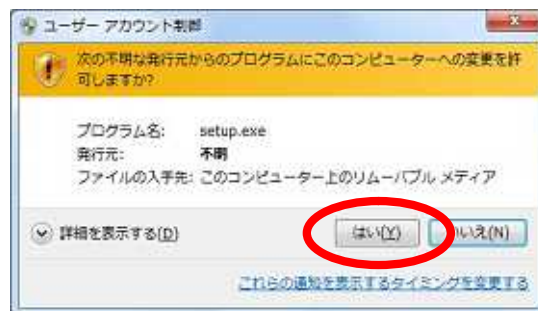 ユーザー アカウント制御
次の不明な発行元からのプログラムにこのコンピューターへの変更を許
可しますか?
プログラム名: setup.exe
発行元: 不明
ファイルの入手先: このコンピューター上のリムーバブル メディア
詳細を表示する(D) はい(Y) いいえ(N)
これらの通知を表示するタイミングを変更する